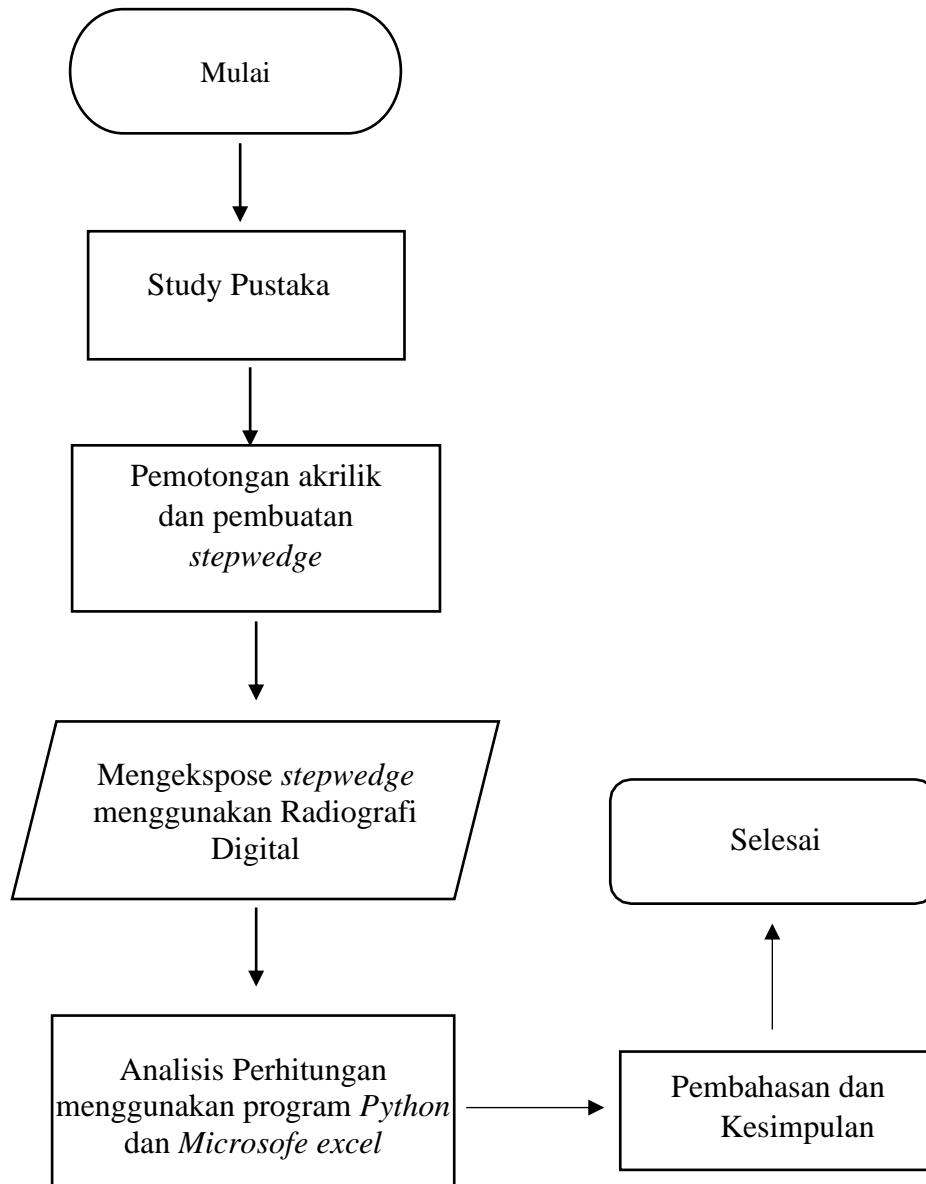 Mulai
Study Pustaka
Pemotongan akrilik
dan pembuatan
stepwedge
Mengekspose stepwedge
menggunakan Radiografi
Digital
Analisis Perhitungan
menggunakan program Python
dan Microsofe excel
Pembahasan dan
Kesimpulan
Selesai